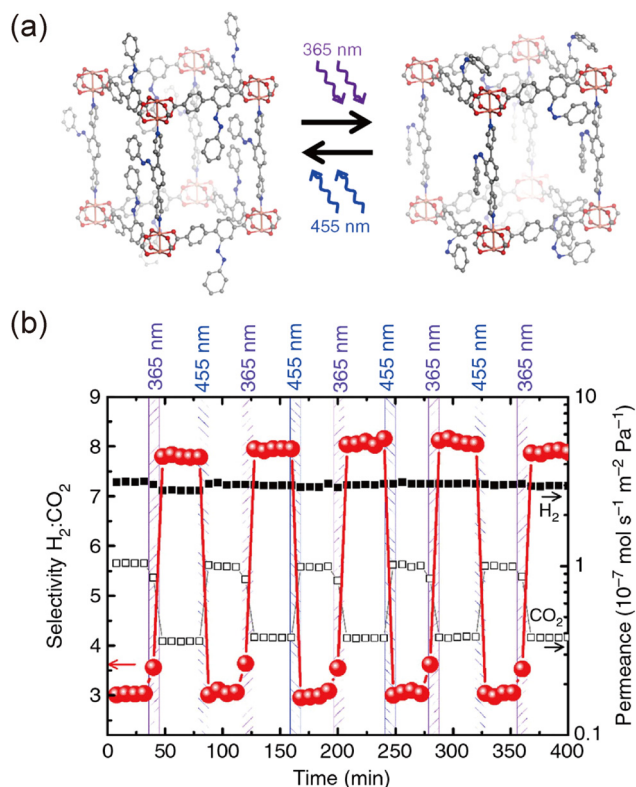 (a)
365 nm
455 nm
(b)
365 nm
455 nm
365 nm
455 nm
365 nm
455 nm
365 nm
455 nm
365 nm
9
8
7
6
5
4
3
10
1
0.1
H₂
CO₂
Selectivity H₂:CO₂
Permeance (10⁻⁷ mol s⁻¹ m⁻² Pa⁻¹)
0
50
100
150
200
250
300
350
400
Time (min)